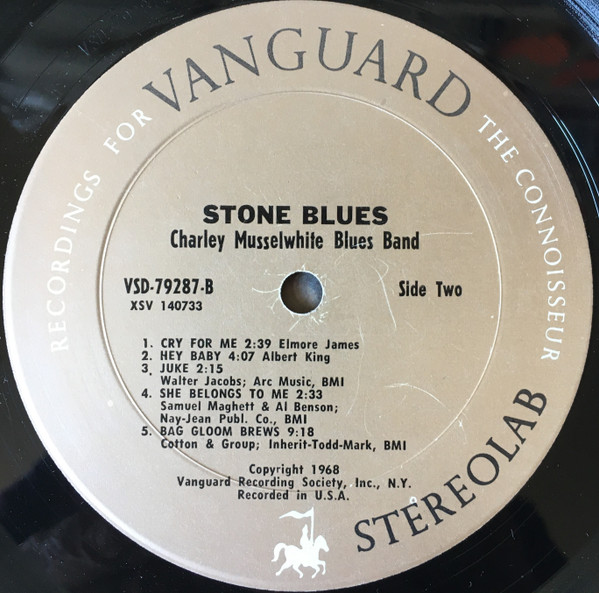 RECORDINGS FOR VANGUARD THE CONNOISSEUR
STEREOLAB
STONE BLUES
Charley Musselwhite Blues Band
VSD-79287-B Side Two
XSV 140733
1. CRY FOR ME 2:39 Elmore James
2. HEY BABY 4:07 Albert King
3. JUKE 2:15
Walter Jacobs; Arc Music, BMI
4. SHE BELONGS TO ME 2:33
Samuel Maghett & Al Benson;
Nay-Jean Publ. Co., BMI
5. BAG GLOOM BREWS 9:18
Cotton & Group; Inherit-Todd-Mark, BMI
Copyright 1968
Vanguard Recording Society, Inc., N.Y.
Recorded in U.S.A.